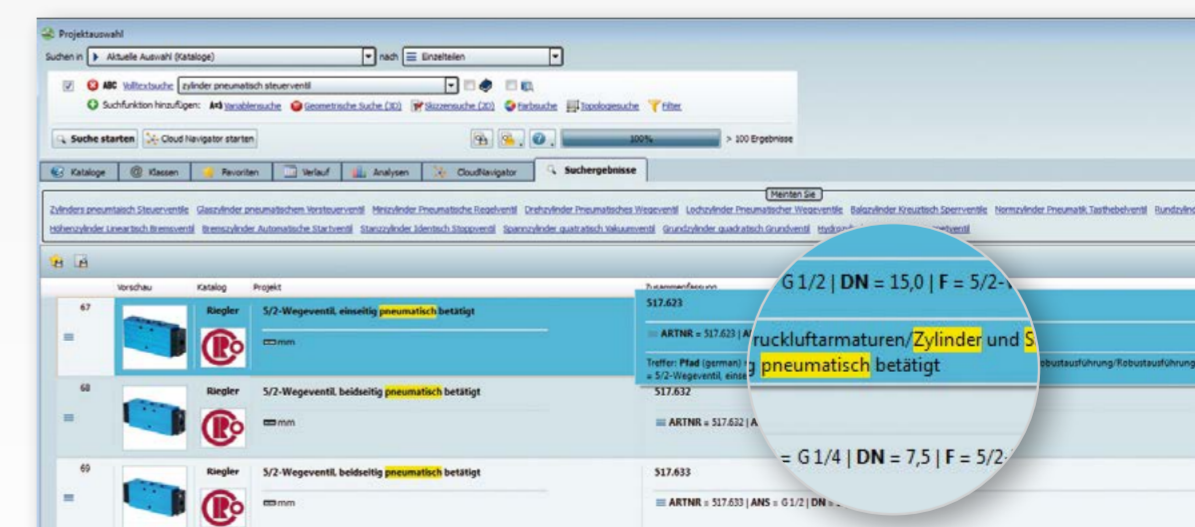 Projektauswahl
Suchen in Aktuelle Auswahl (Kataloge) nach Einzelteilen
ABC Volltextsuche zylinder pneumatisch steuerventil
Suchfunktion hinzufügen: A=3 Variablensuche Geometrische Suche (3D) Skizzensuche (2D) Farbsuche Topologiesuche Filter
Suche starten Cloud Navigator starten 100% > 100 Ergebnisse
Kataloge Klassen Favoriten Verlauf Analysen CloudNavigator Suchergebnisse
Meinten Sie
Zylinders pneumtaisch Steuerventile Glaszylinder pneumatischem Vorsteuerventil Minizylinder Pneumatische Regelventil Drehzylinder Pneumatisches Wegeventil Lochzylinder Pneumatischer Wegeventile Balgzylinder Kreuztisch Sperrventile Normzylinder Pneumatik Tasthebelventil
Höhenzylinder Lineartisch Bremsventil Bremszylinder Automatische Startventil Stanzzylinder Identisch Stoppventil Spannzylinder quatratisch Vakuumventil Grundzylinder quadratisch Grundventil
Vorschau Katalog Projekt Zusammenfassung
67 Riegler 5/2-Wegeventil, einseitig pneumatisch betätigt
mm
517.623
ARTNR = 517.623 |
Treffer: Pfad (german)
= 5/2-Wegeventil,
Robustausführung
G 1/2 | DN = 15,0 | F = 5/2-
ruckluftarmaturen/Zylinder und S
g pneumatisch betätigt
= G 1/4 | DN = 7,5 | F = 5/2-
68 Riegler 5/2-Wegeventil, beidseitig pneumatisch betätigt
mm
517.632
ARTNR = 517.632 |
69 Riegler 5/2-Wegeventil, beidseitig pneumatisch betätigt
mm
517.633
ARTNR = 517.633 | ANS = G 1/2 | DN =